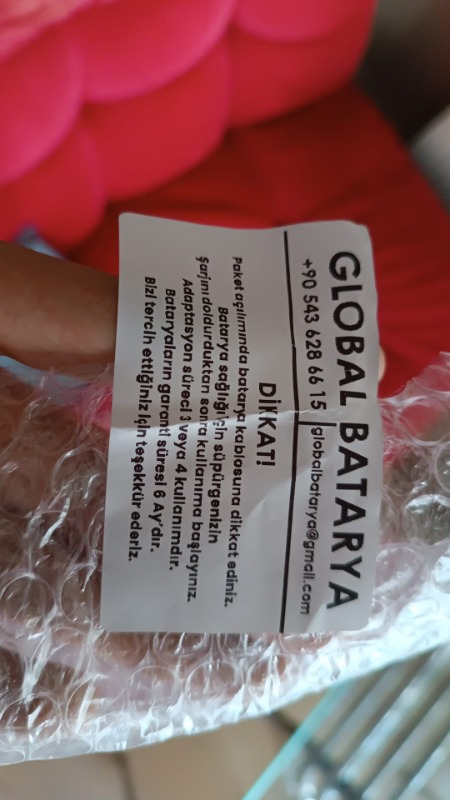 GLOBAL BATARYA
+90 543 628 66 15 | globalbatarya@gmail.com
DİKKAT!
Paket açılımında batarya kablosuna dikkat ediniz.
Batarya sağlığı için süpürgenizin
Şarjını doldurduktan sonra kullanıma başlayınız.
Adaptasyon süreci 3 veya 4 kullanımdır.
Bataryaların garanti süresi 6 Ay'dır.
Bizi tercih ettiğiniz için teşekkür ederiz.